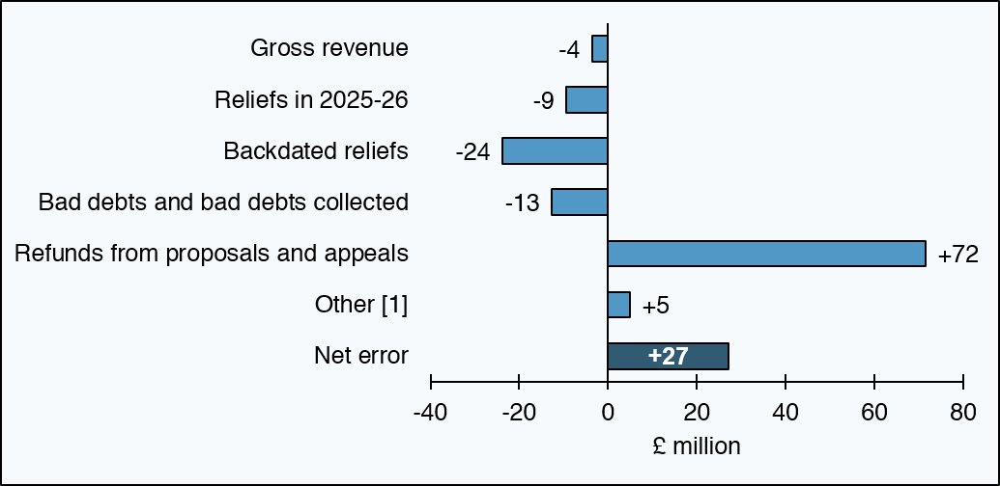 Gross revenue -4
Reliefs in 2025-26 -9
Backdated reliefs -24
Bad debts and bad debts collected -13
Refunds from proposals and appeals +72
Other [1] +5
Net error +27
-40 -20 0 20 40 60 80
£ million